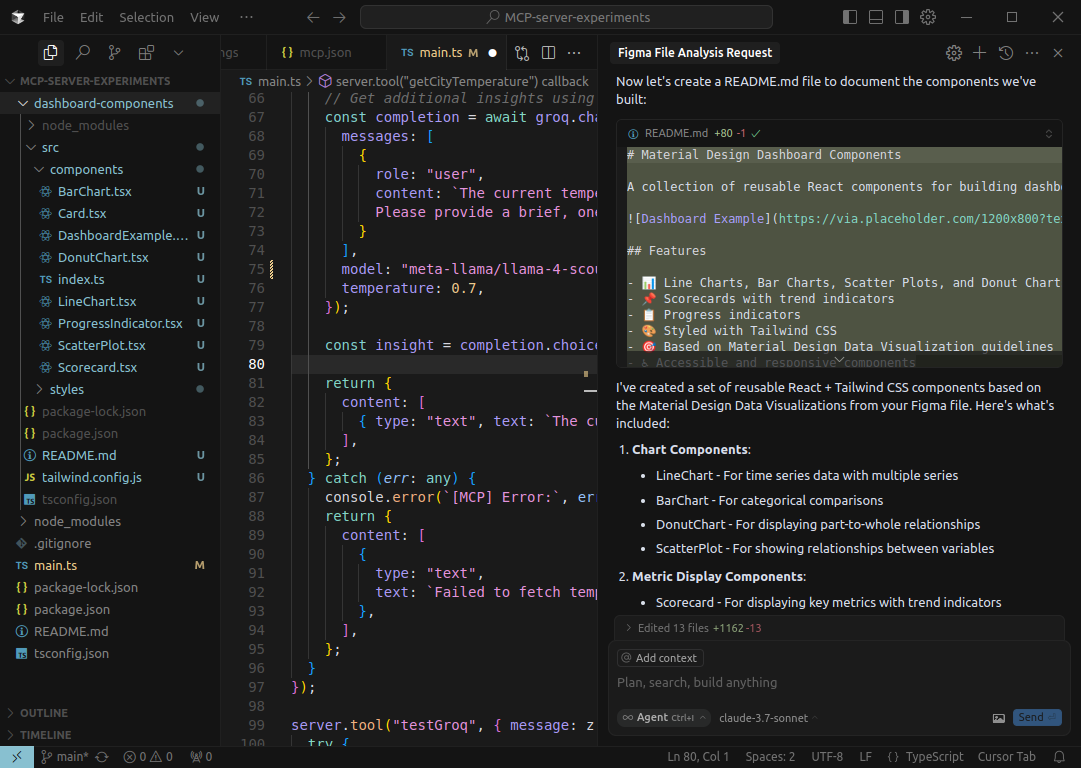 File Edit Selection View ··· MCP-server-experiments
ngs {} mcp.json TS main.ts M
Figma File Analysis Request
MCP-SERVER-EXPERIMENTS
dashboard-components
node_modules
src
components
BarChart.tsx U
Card.tsx U
DashboardExample.... U
DonutChart.tsx U
TS index.ts U
LineChart.tsx U
ProgressIndicator.tsx U
ScatterPlot.tsx U
Scorecard.tsx U
styles
{} package-lock.json
{} package.json
README.md U
JS tailwind.config.js U
tsconfig.json
node_modules
.gitignore
TS main.ts M
{} package-lock.json
{} package.json
README.md
tsconfig.json
OUTLINE
TIMELINE
TS main.ts > server.tool("getCityTemperature") callback
66 // Get additional insights using
67 const completion = await groq.cha
68 messages: [
69 {
70 role: "user",
71 content: `The current tempe
72 Please provide a brief, one
73 }
74 ],
75 model: "meta-llama/llama-4-scou
76 temperature: 0.7,
77 });
78
79 const insight = completion.choice
80
81 return {
82 content: [
83 { type: "text", text: `The cu
84 ],
85 };
86 } catch (err: any) {
87 console.error(`[MCP] Error:`, err
88 return {
89 content: [
90 {
91 type: "text",
92 text: `Failed to fetch temp
93 },
94 ],
95 };
96 }
97 });
98
99 server.tool("testGroq", { message: z
100 try {
Now let's create a README.md file to document the components we've
built:
README.md +80 -1
# Material Design Dashboard Components
A collection of reusable React components for building dashbo
![Dashboard Example](https://via.placeholder.com/1200x800?te
## Features
- 📊 Line Charts, Bar Charts, Scatter Plots, and Donut Chart
- 📌 Scorecards with trend indicators
- 📋 Progress indicators
- 🎨 Styled with Tailwind CSS
- 🎯 Based on Material Design Data Visualization guidelines
- ♿ Accessible and responsive components
I've created a set of reusable React + Tailwind CSS components based on
the Material Design Data Visualizations from your Figma file. Here's what's
included:
1. Chart Components:
• LineChart - For time series data with multiple series
• BarChart - For categorical comparisons
• DonutChart - For displaying part-to-whole relationships
• ScatterPlot - For showing relationships between variables
2. Metric Display Components:
• Scorecard - For displaying key metrics with trend indicators
Edited 13 files +1162 -13
@ Add context
Plan, search, build anything
∞ Agent Ctrl+I claude-3.7-sonnet Send
main* 0 0 0 Ln 80, Col 1 Spaces: 2 UTF-8 LF {} TypeScript Cursor Tab